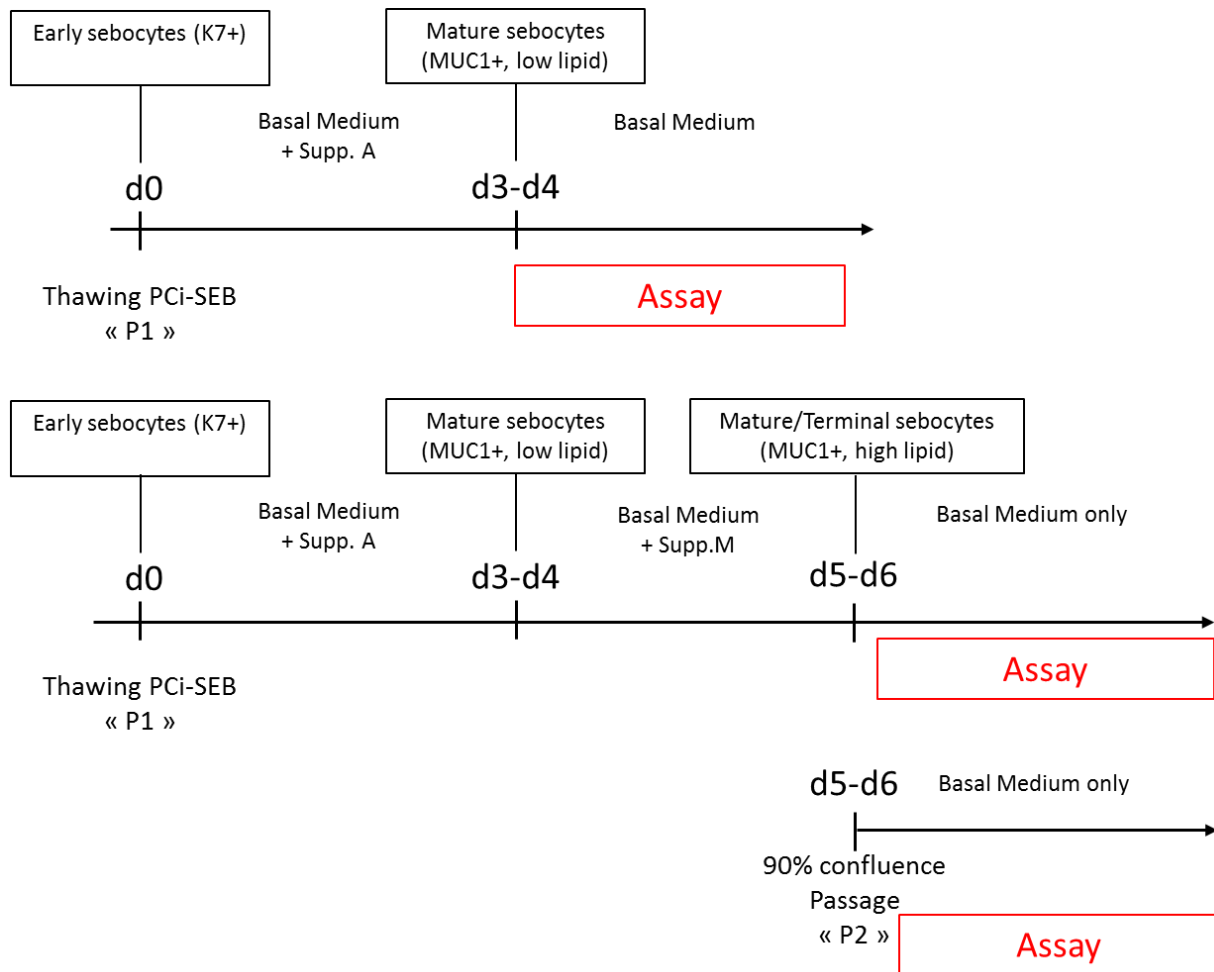 Early sebocytes (K7+)
Mature sebocytes
(MUC1+, low lipid)
Basal Medium
+ Supp. A
Basal Medium
d0
d3-d4
Thawing PCi-SEB
« P1 »
Assay
Early sebocytes (K7+)
Mature sebocytes
(MUC1+, low lipid)
Mature/Terminal sebocytes
(MUC1+, high lipid)
Basal Medium
+ Supp. A
Basal Medium
+ Supp.M
Basal Medium only
d0
d3-d4
d5-d6
Thawing PCi-SEB
« P1 »
Assay
d5-d6
Basal Medium only
90% confluence
Passage
« P2 »
Assay